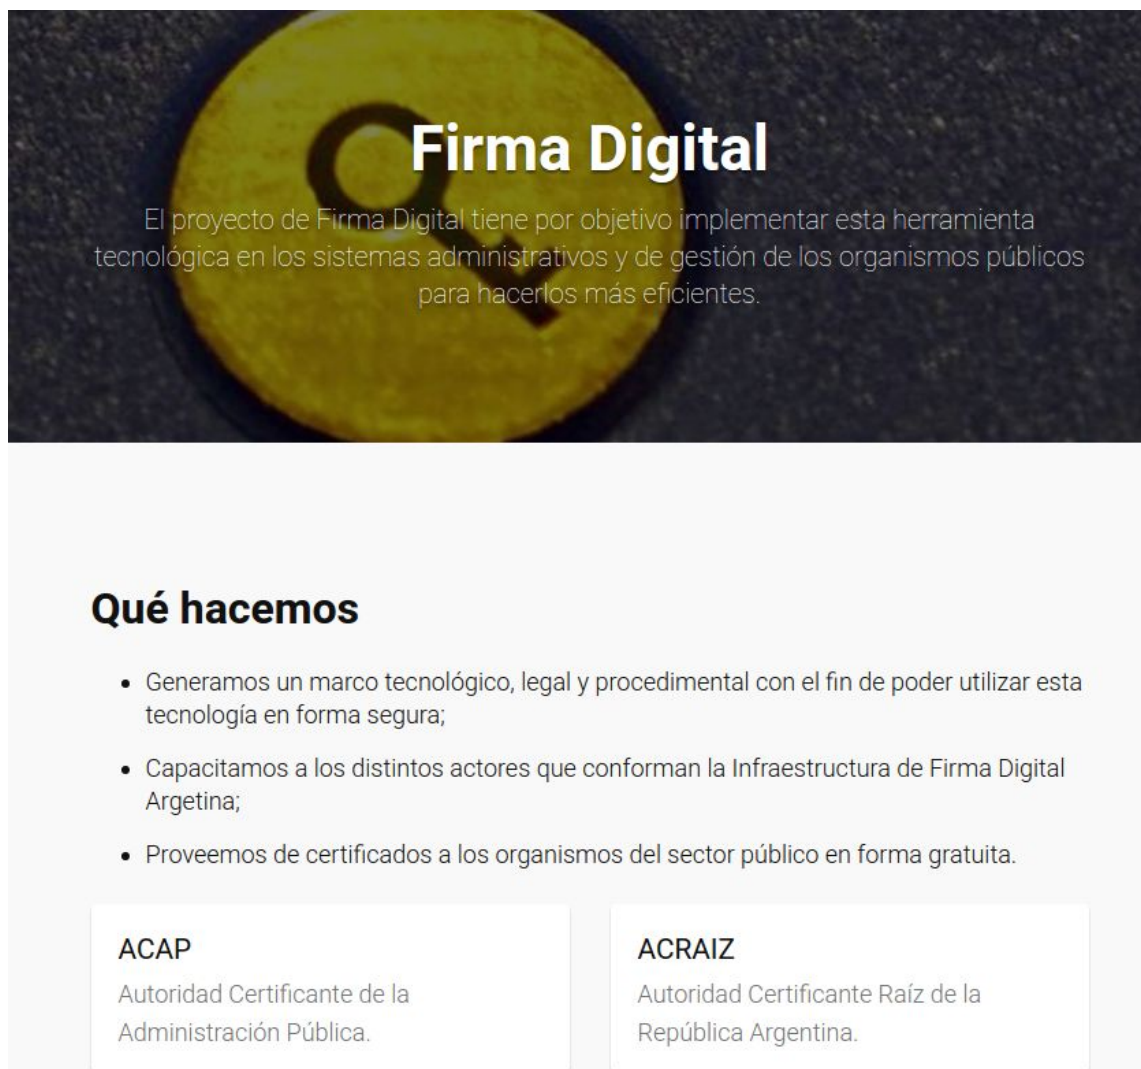 Firma Digital
El proyecto de Firma Digital tiene por objetivo implementar esta herramienta
tecnológica en los sistemas administrativos y de gestión de los organismos públicos
para hacerlos más eficientes.
Qué hacemos
• Generamos un marco tecnológico, legal y procedimental con el fin de poder utilizar esta
tecnología en forma segura;
• Capacitamos a los distintos actores que conforman la Infraestructura de Firma Digital
Argetina;
• Proveemos de certificados a los organismos del sector público en forma gratuita.
ACAP
Autoridad Certificante de la
Administración Pública.
ACRAIZ
Autoridad Certificante Raíz de la
República Argentina.